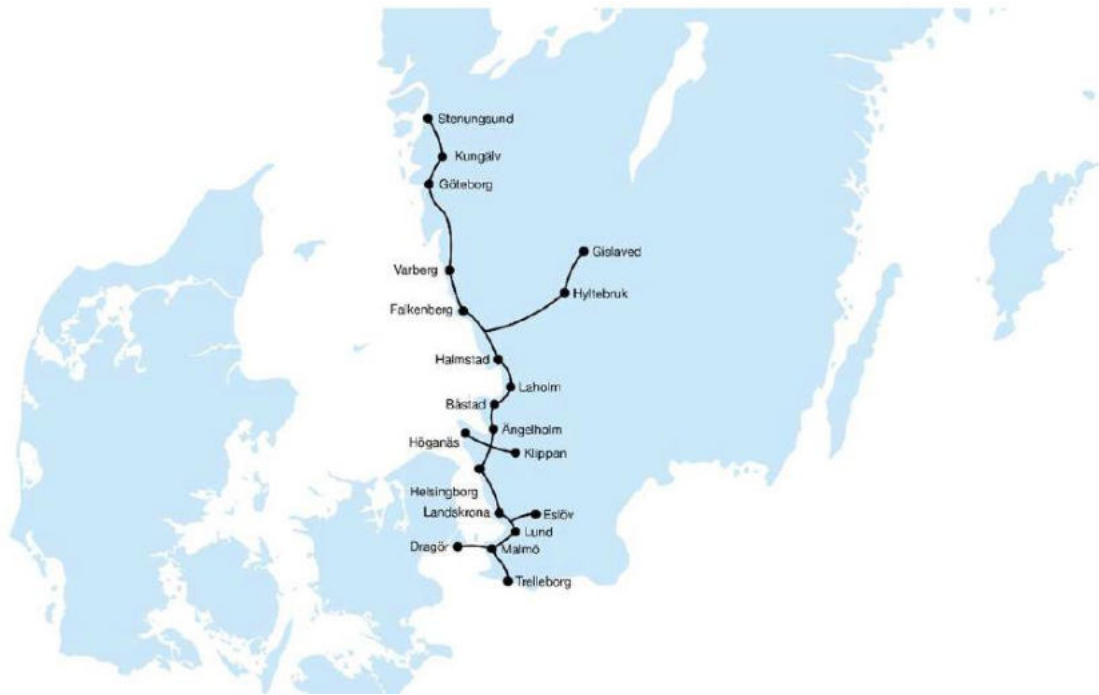 Stenungsund
Kungälv
Göteborg
Gislaved
Varberg
Hyltebruk
Falkenberg
Halmstad
Laholm
Båstad
Ängelholm
Höganäs
Klippan
Helsingborg
Landskrona
Eslöv
Lund
Dragör
Malmö
Trelleborg